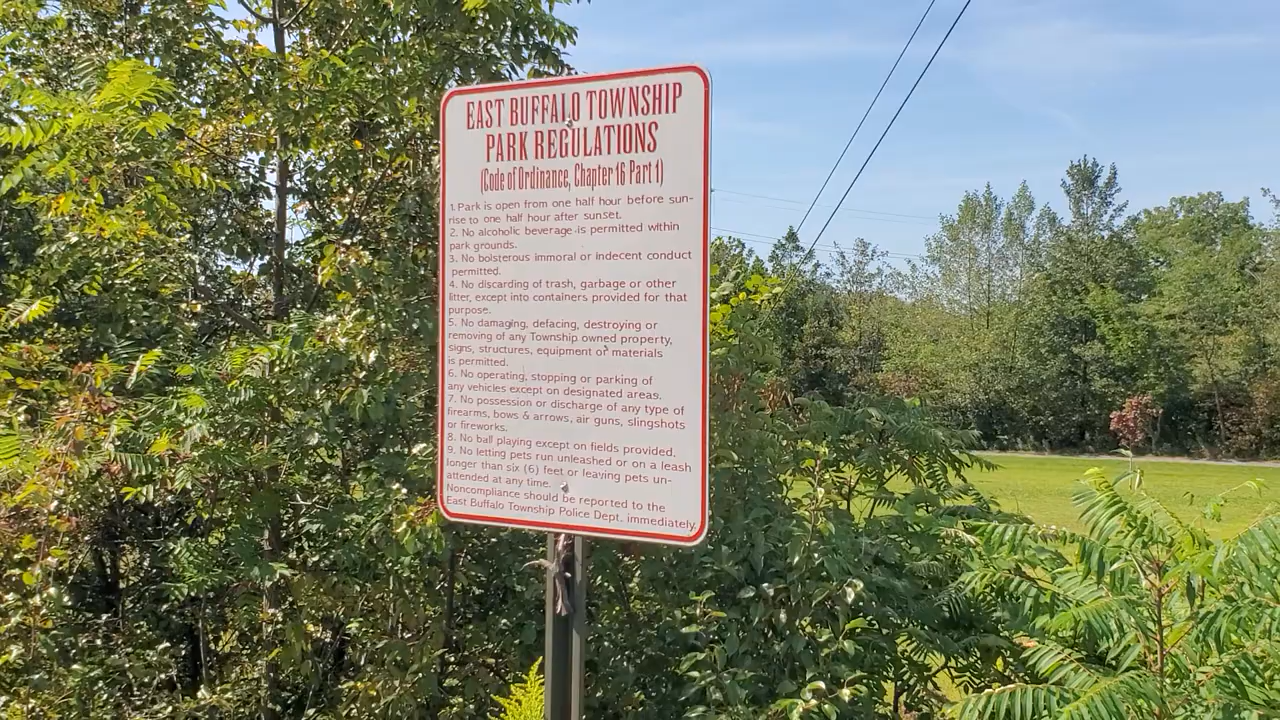 EAST BUFFALO TOWNSHIP
PARK REGULATIONS
(Code of Ordinance, Chapter 16 Part 1)
1. Park is open from one half hour before sun-
rise to one half hour after sunset.
2. No alcoholic beverage is permitted within
park grounds.
3. No boisterous immoral or indecent conduct
permitted.
4. No discarding of trash, garbage or other
litter, except into containers provided for that
purpose.
5. No damaging, defacing, destroying or
removing of any Township owned property,
signs, structures, equipment or materials
is permitted.
6. No operating, stopping or parking of
any vehicles except on designated areas.
7. No possession or discharge of any type of
firearms, bows & arrows, air guns, slingshots
or fireworks.
8. No ball playing except on fields provided.
9. No letting pets run unleashed or on a leash
longer than six (6) feet or leaving pets un-
attended at any time.
Noncompliance should be reported to the
East Buffalo Township Police Dept. immediately.